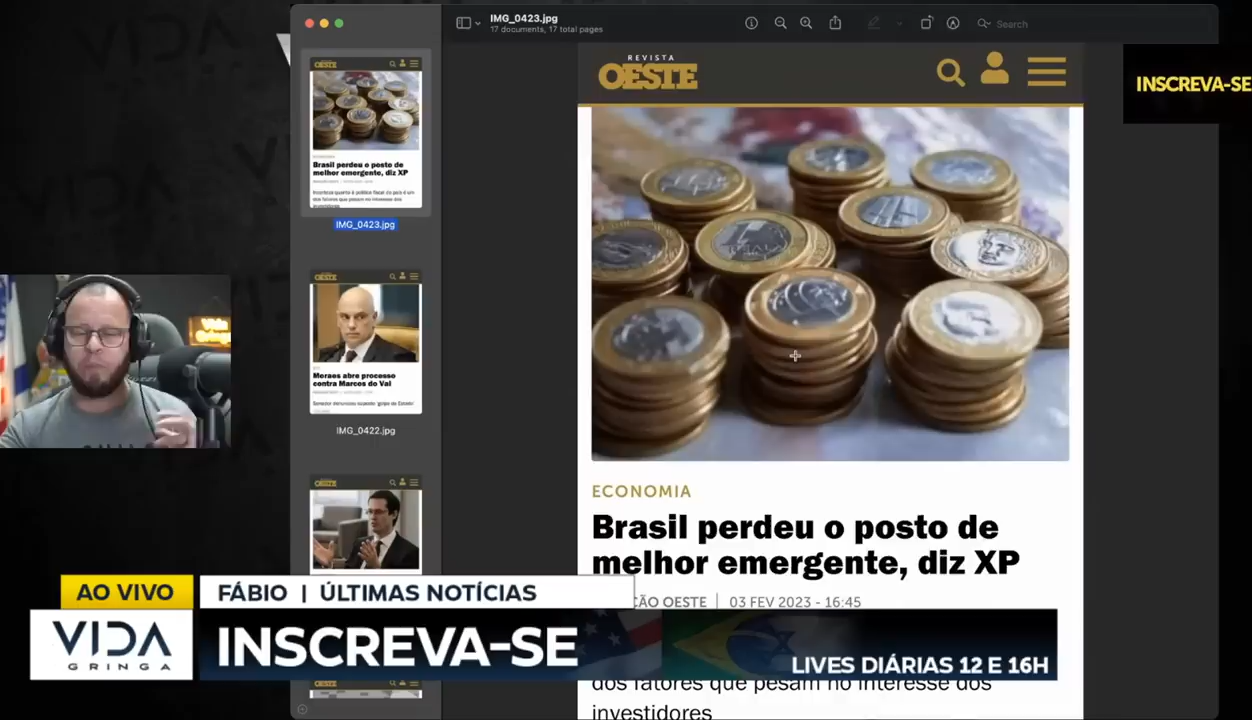 IMG_0423.jpg
17 documents, 17 total pages
Search
REVISTA
OESTE
INSCREVA-SE
Brasil perdeu o posto de
melhor emergente, diz XP
IMG_0423.jpg
Moraes abre processo
contra Marcos do Val
IMG_0422.jpg
ECONOMIA
Brasil perdeu o posto de
melhor emergente, diz XP
ÇÃO OESTE | 03 FEV 2023 - 16:45
dos fatores que pesam no interesse dos
investidores
AO VIVO
FÁBIO | ÚLTIMAS NOTÍCIAS
VIDA
GRINGA
INSCREVA-SE
LIVES DIÁRIAS 12 E 16H